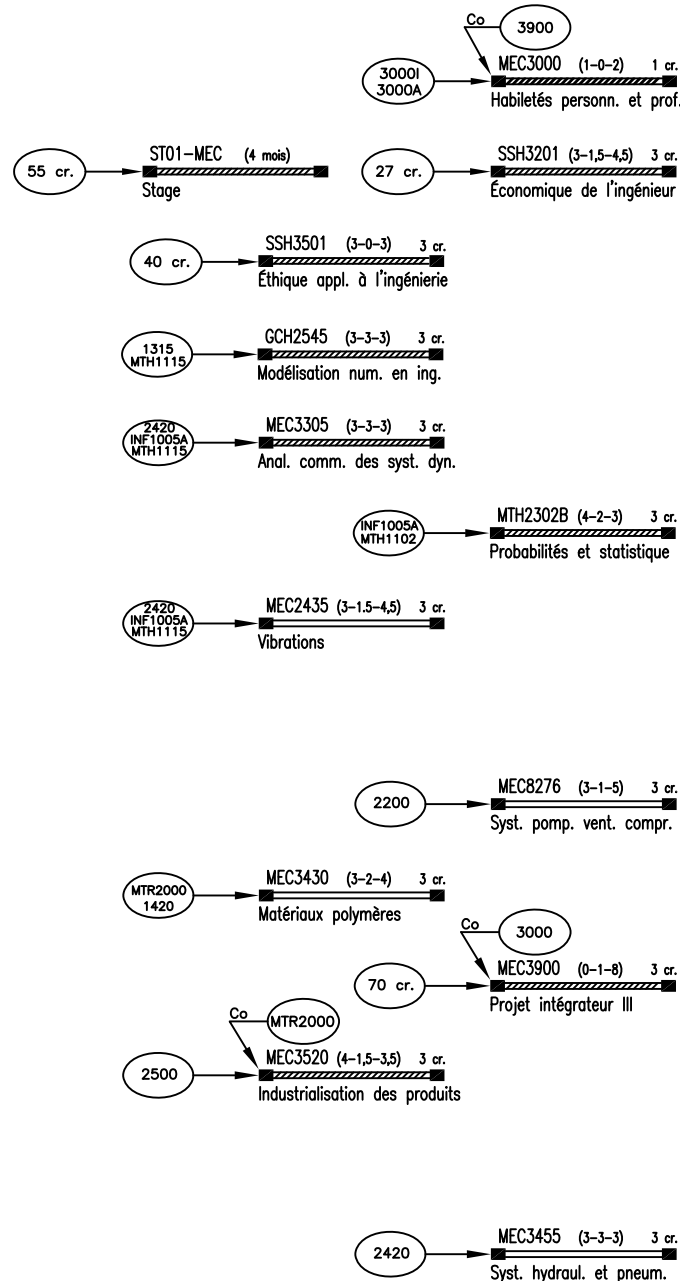 Co
3900
MEC3000 (1-0-2) 1 cr.
3000I
3000A
Habiletés personn. et prof.
ST01-MEC (4 mois)
55 cr.
Stage
SSH3201 (3-1,5-4,5) 3 cr.
27 cr.
Économique de l'ingénieur
SSH3501 (3-0-3) 3 cr.
40 cr.
Éthique appl. à l'ingénierie
GCH2545 (3-3-3) 3 cr.
1315
MTH1115
Modélisation num. en ing.
MEC3305 (3-3-3) 3 cr.
2420
INF1005A
MTH1115
Anal. comm. des syst. dyn.
MTH2302B (4-2-3) 3 cr.
INF1005A
MTH1102
Probabilités et statistique
MEC2435 (3-1.5-4,5) 3 cr.
2420
INF1005A
MTH1115
Vibrations
MEC8276 (3-1-5) 3 cr.
2200
Syst. pomp. vent. compr.
MEC3430 (3-2-4) 3 cr.
MTR2000
1420
Matériaux polymères
Co
3000
MEC3900 (0-1-8) 3 cr.
70 cr.
Projet intégrateur III
Co
MTR2000
MEC3520 (4-1,5-3,5) 3 cr.
2500
Industrialisation des produits
MEC3455 (3-3-3) 3 cr.
2420
Syst. hydraul. et pneum.